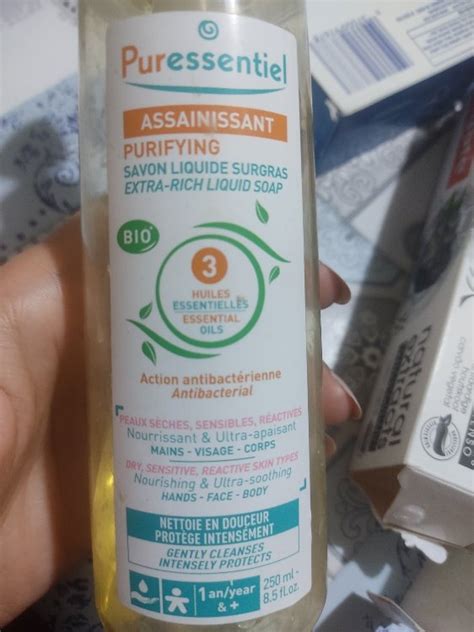 Puressentiel
ASSAINISSANT
PURIFYING
SAVON LIQUIDE SURGRAS
EXTRA-RICH LIQUID SOAP
BIO
3
HUILES
ESSENTIELLES
ESSENTIAL
OILS
Action antibactérienne
Antibacterial
PEAUX SÈCHES, SENSIBLES, RÉACTIVES
Nourrissant & Ultra-apaisant
MAINS - VISAGE - CORPS
DRY, SENSITIVE, REACTIVE SKIN TYPES
Nourishing & Ultra-soothing
HANDS - FACE - BODY
NETTOIE EN DOUCEUR
PROTÈGE INTENSÉMENT
GENTLY CLEANSES
INTENSELY PROTECTS
1 an/year
& +
250 ml -
8.5 fl.oz.
natural
extracts